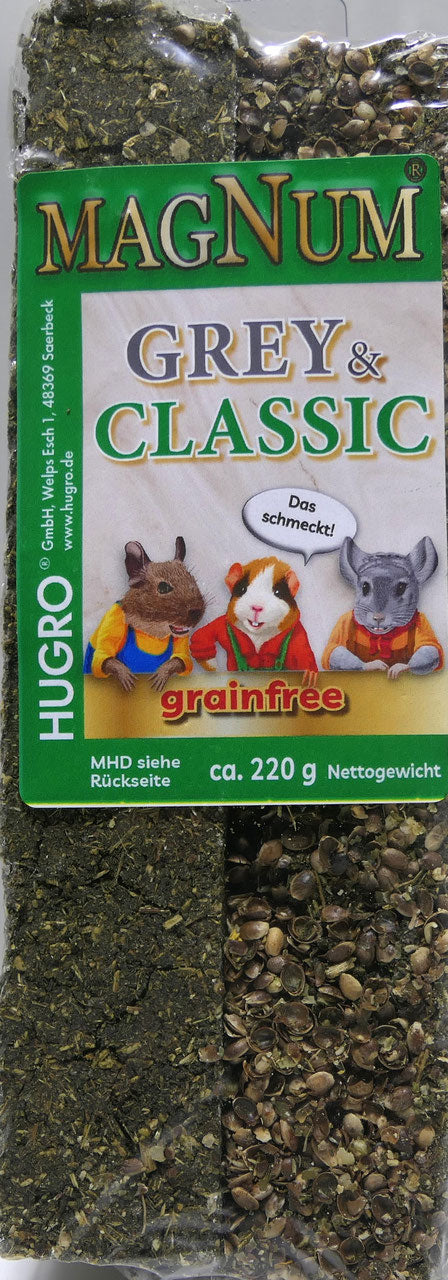 MAGNUM®
GREY &
CLASSIC
Das
schmeckt!
grainfree
HUGRO® GmbH, Welps Esch 1, 48369 Saerbeck
www.hugro.de
MHD siehe
Rückseite
ca. 220 g Nettogewicht